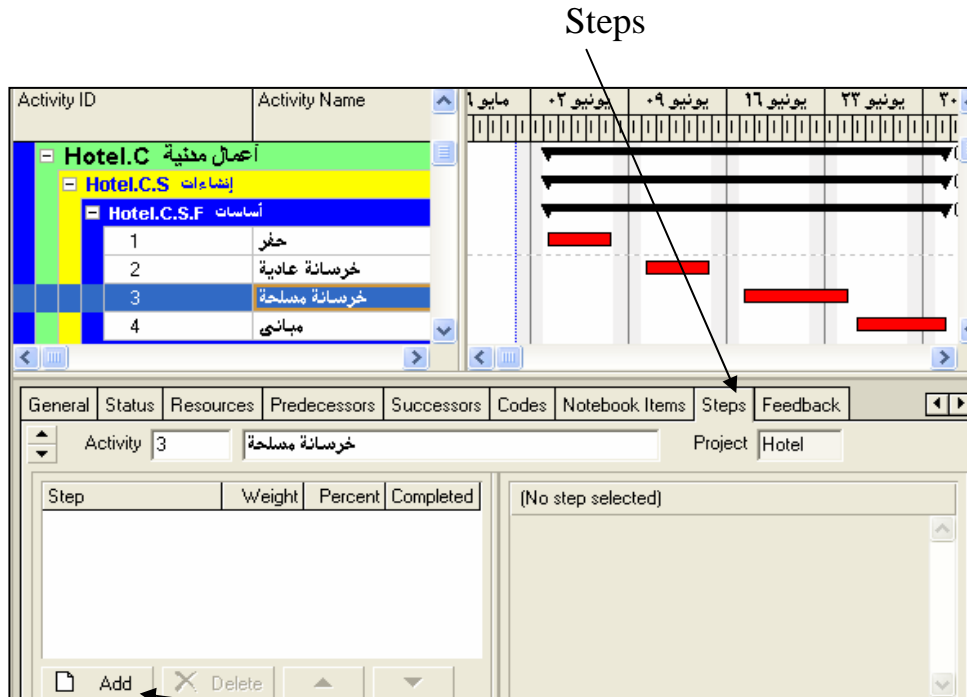 Steps
Activity ID Activity Name مايو ٢٦ يونيو ٠٢ يونيو ٠٩ يونيو ١٦ يونيو ٢٣ ٣٠
Hotel.C أعمال مدنية
Hotel.C.S إنشاءات
Hotel.C.S.F أساسات
1 حفر
2 خرسانة عادية
3 خرسانة مسلحة
4 مبانى
General Status Resources Predecessors Successors Codes Notebook Items Steps Feedback
Activity 3 خرسانة مسلحة Project Hotel
Step Weight Percent Completed (No step selected)
Add Delete